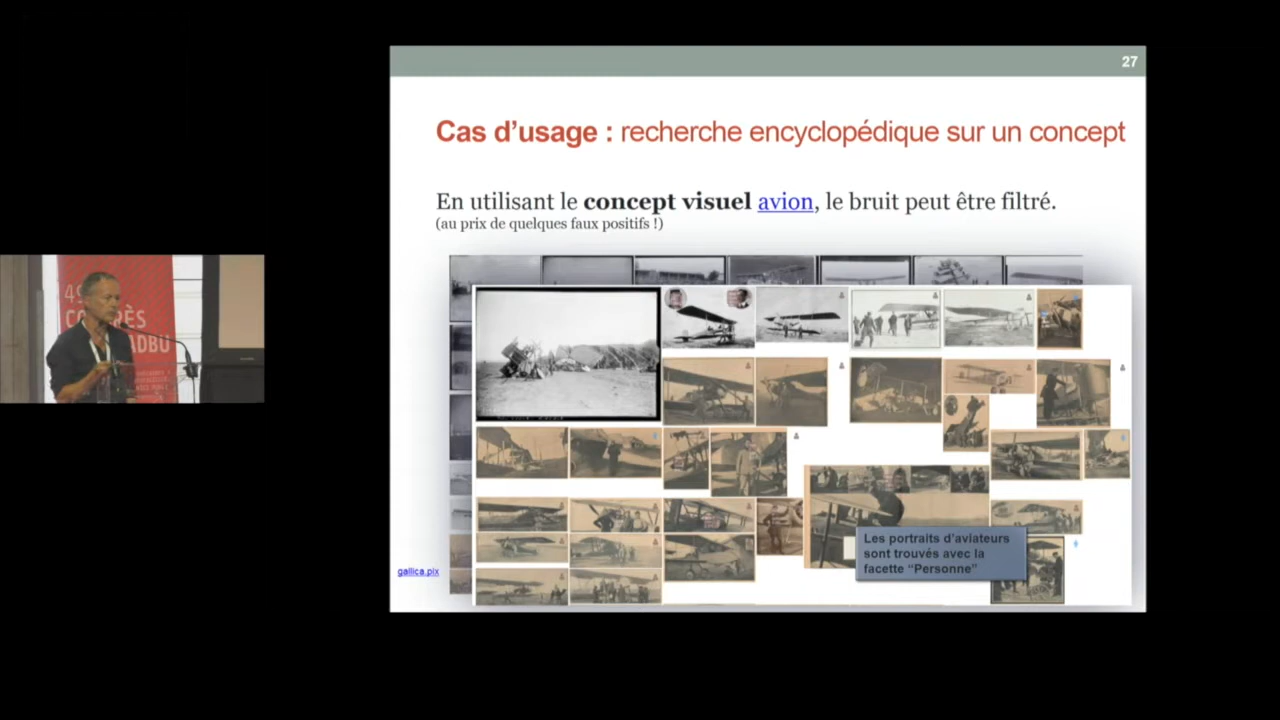 27
Cas d’usage : recherche encyclopédique sur un concept
En utilisant le concept visuel avion, le bruit peut être filtré.
(au prix de quelques faux positifs !)
Les portraits d’aviateurs
sont trouvés avec la
facette “Personne”
gallica.pix
ADBU